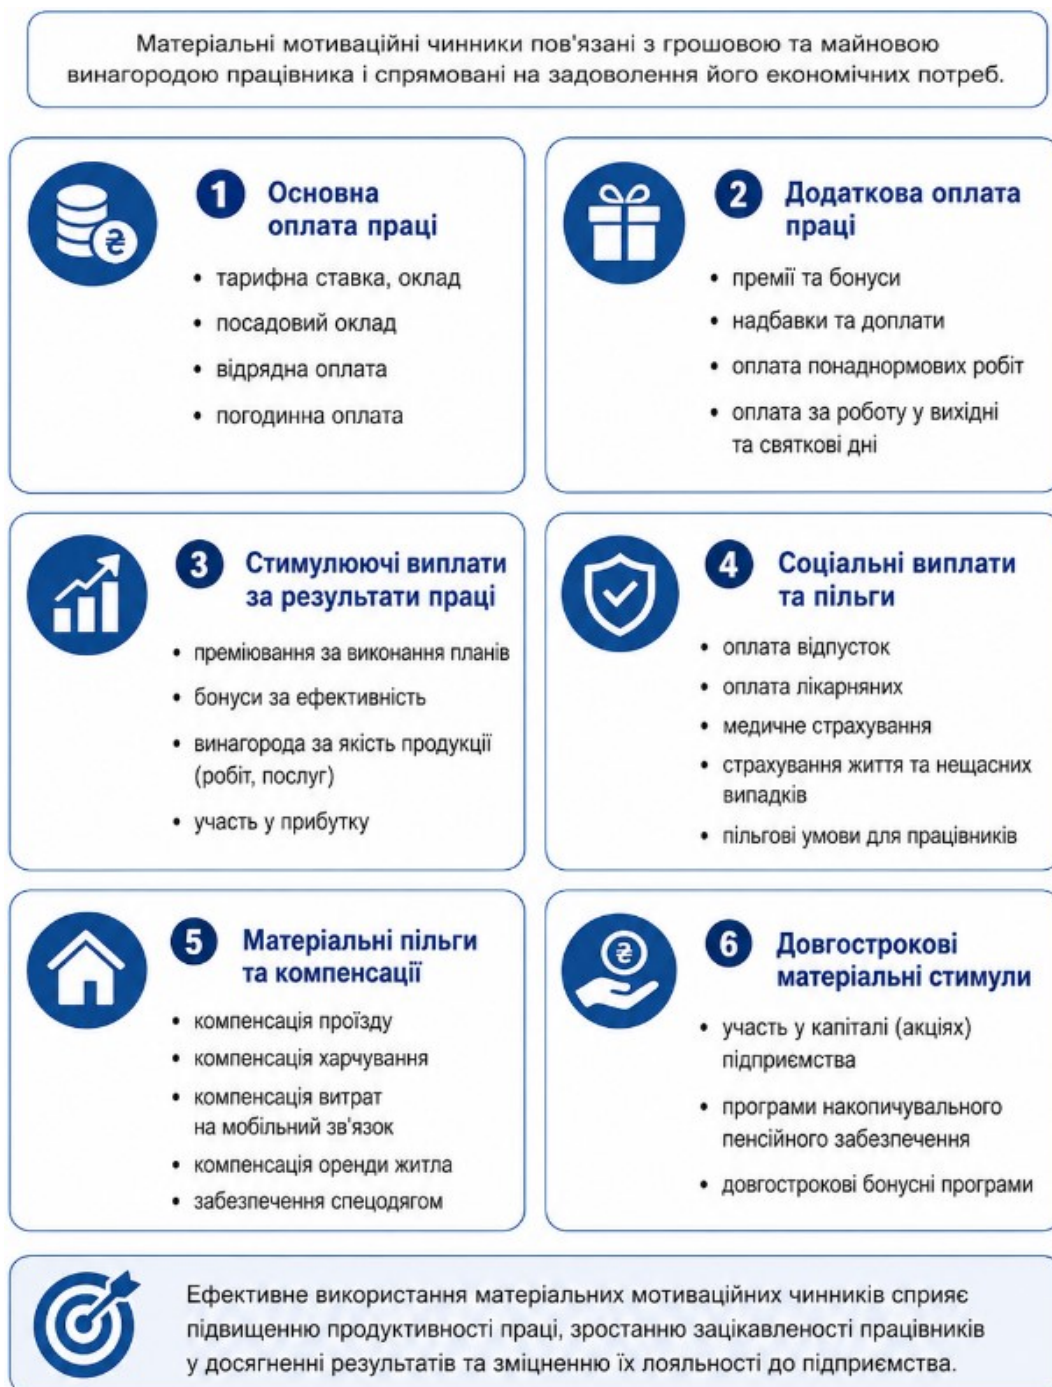 Матеріальні мотиваційні чинники пов'язані з грошовою та майновою
винагородою працівника і спрямовані на задоволення його економічних потреб.
1 Основна
оплата праці
• тарифна ставка, оклад
• посадовий оклад
• відрядна оплата
• погодинна оплата
2 Додаткова оплата
праці
• премії та бонуси
• надбавки та доплати
• оплата понаднормових робіт
• оплата за роботу у вихідні
та святкові дні
3 Стимулюючі виплати
за результати праці
• преміювання за виконання планів
• бонуси за ефективність
• винагорода за якість продукції
(робіт, послуг)
• участь у прибутку
4 Соціальні виплати
та пільги
• оплата відпусток
• оплата лікарняних
• медичне страхування
• страхування життя та нещасних
випадків
• пільгові умови для працівників
5 Матеріальні пільги
та компенсації
• компенсація проїзду
• компенсація харчування
• компенсація витрат
на мобільний зв'язок
• компенсація оренди житла
• забезпечення спецодягом
6 Довгострокові
матеріальні стимули
• участь у капіталі (акціях)
підприємства
• програми накопичувального
пенсійного забезпечення
• довгострокові бонусні програми
Ефективне використання матеріальних мотиваційних чинників сприяє
підвищенню продуктивності праці, зростанню зацікавленості працівників
у досягненні результатів та зміцненню їх лояльності до підприємства.